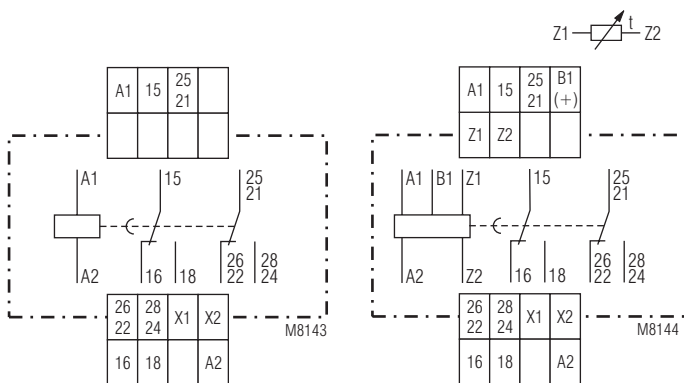 Z1 t Z2
A1 15 25 21
A1 15 25 21 B1 (+)
Z1 Z2
A1 15 25 21
A2 16 18 26 22 28 24
26 22 28 24 X1 X2
16 18 A2
M8143
A1 B1 Z1 15 25 21
A2 Z2 16 18 26 22 28 24
26 22 28 24 X1 X2
16 18 A2
M8144